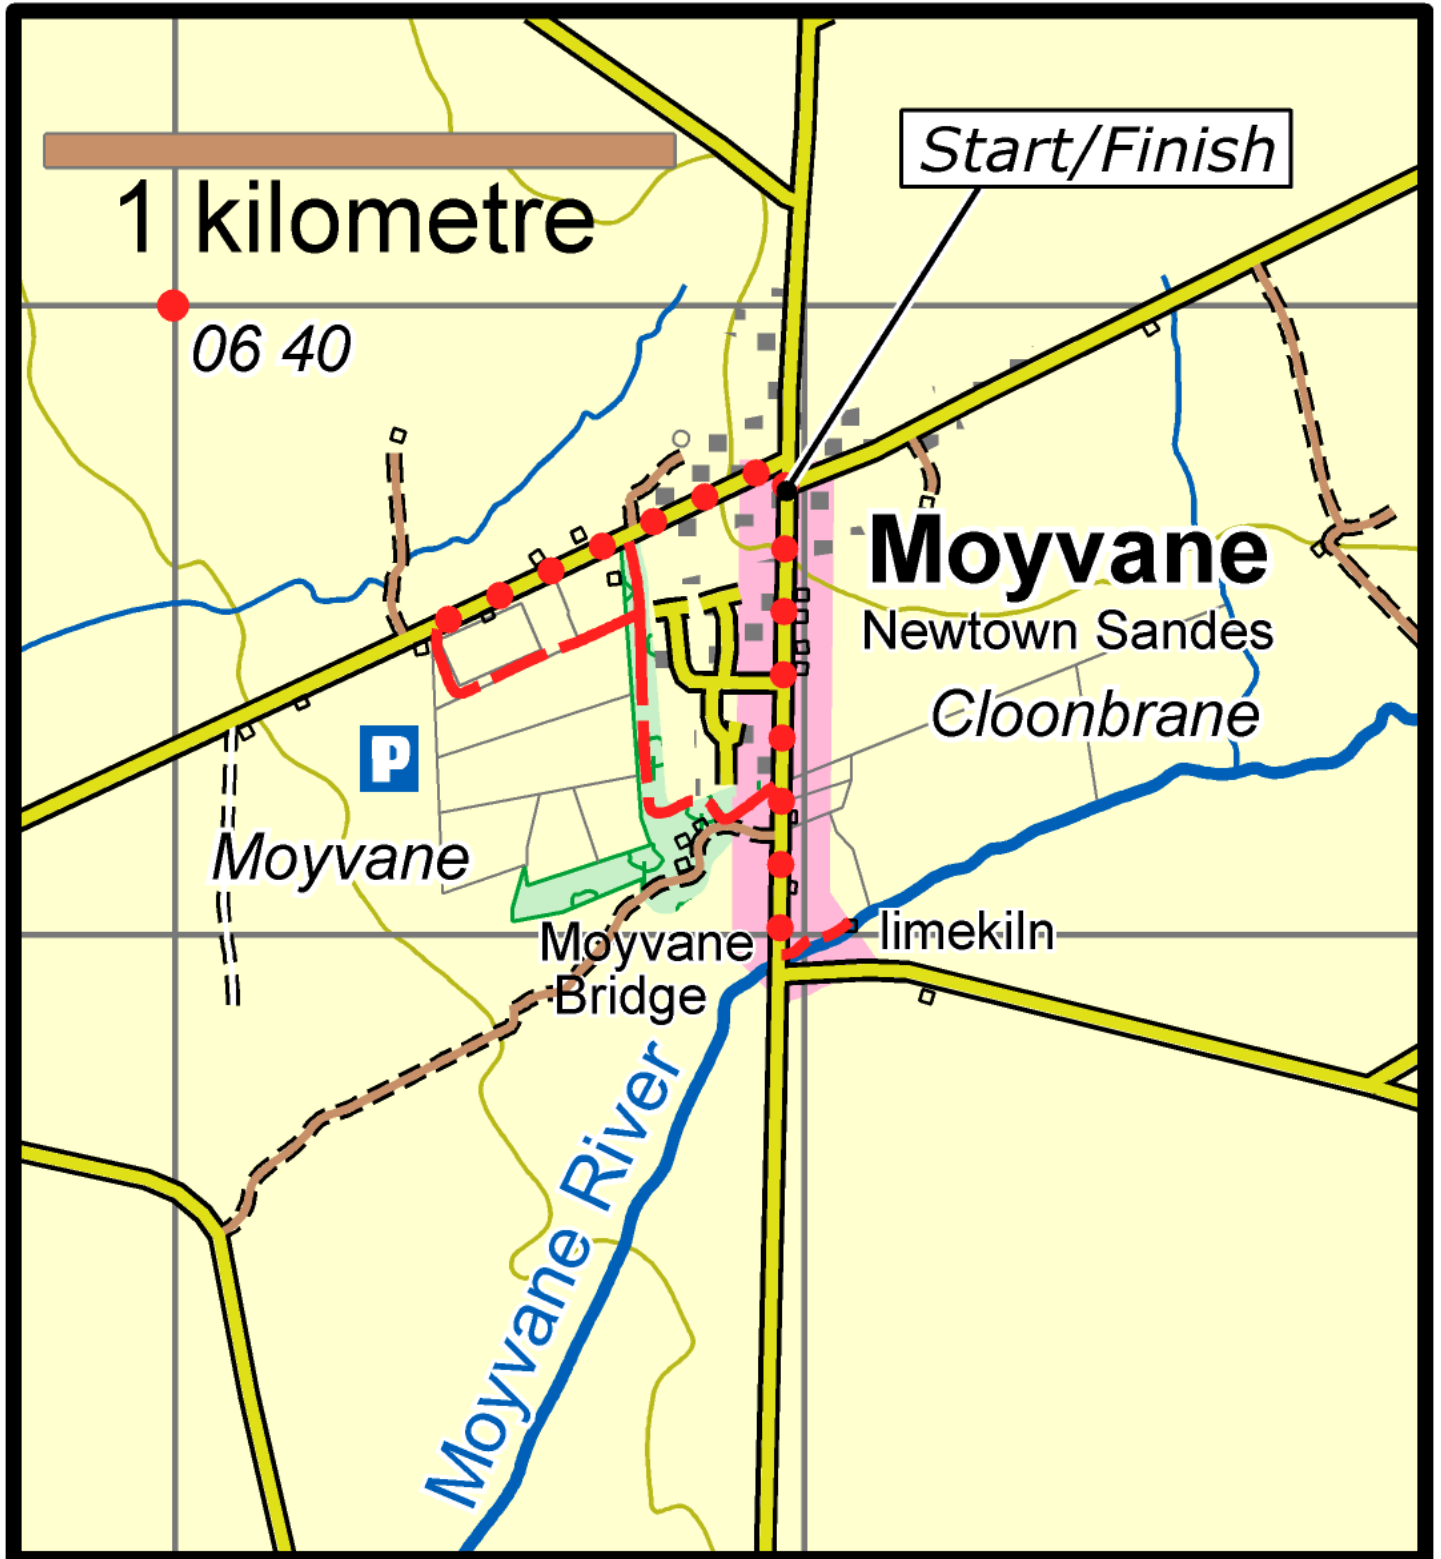 Start/Finish
1 kilometre
06 40
Moyvane
Newtown Sandes
Cloonbrane
P
Moyvane
Moyvane
Bridge
limekiln
Moyvane River